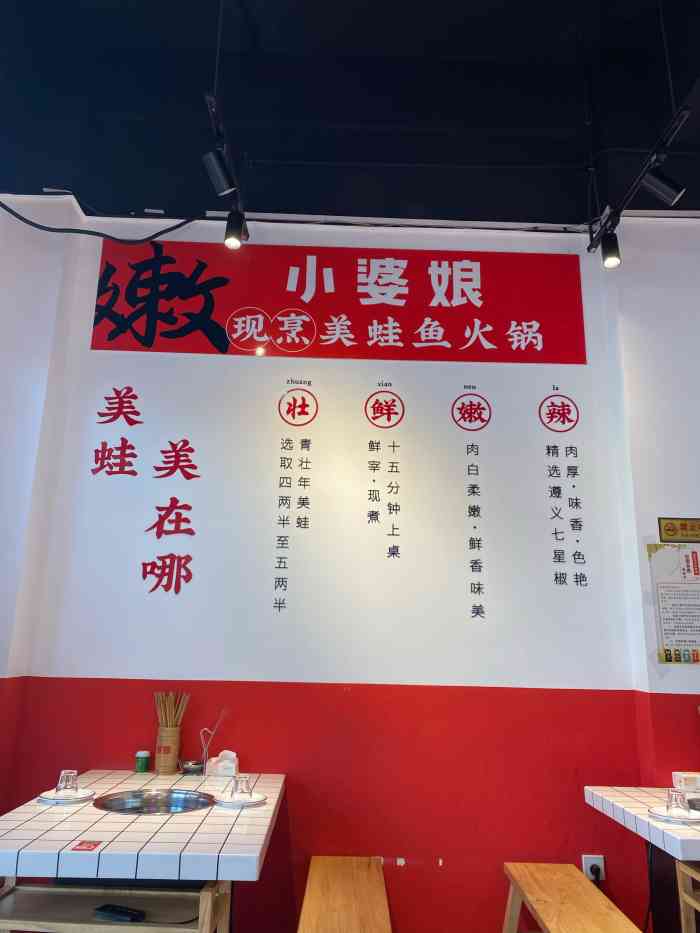 嫩
小婆娘
现烹美蛙鱼火锅
美蛙
美在哪
zhuang
壮
选取四两半至五两半
青壮年美蛙
xian
鲜
鲜宰·现煮
十五分钟上桌
nen
嫩
肉白柔嫩·鲜香味美
la
辣
精选遵义七星椒
肉厚·味香·色艳